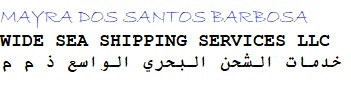 MAYRA DOS SANTOS BARBOSA
WIDE SEA SHIPPING SERVICES LLC
خدمات الشحن البحري الواسع ذ م م